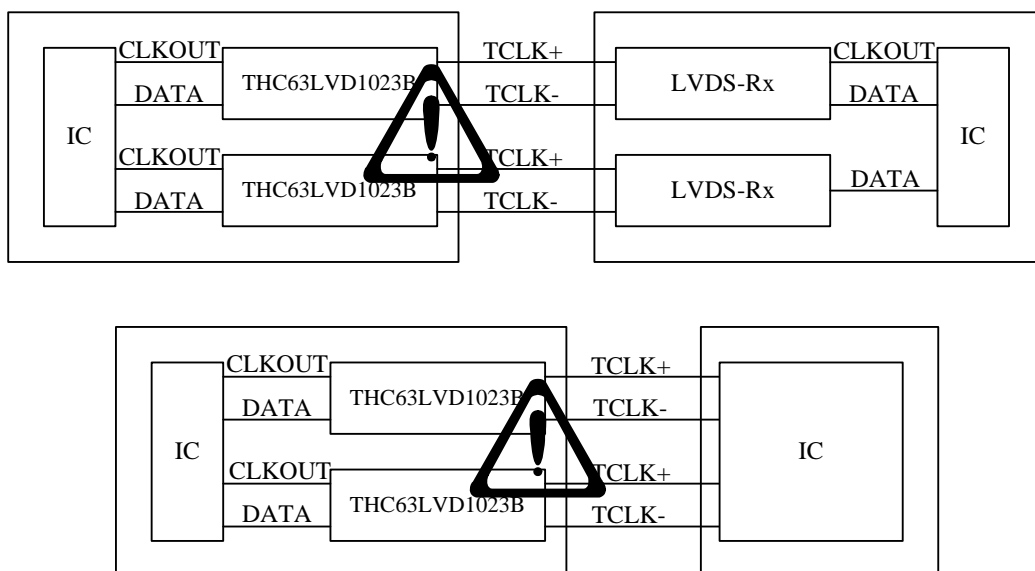 CLKOUT TCLK+ CLKOUT
THC63LVD1023B LVDS-Rx
DATA TCLK- DATA
IC IC
CLKOUT TCLK+
THC63LVD1023B LVDS-Rx DATA
DATA TCLK-
CLKOUT TCLK+
THC63LVD1023B
DATA TCLK-
IC IC
CLKOUT TCLK+
THC63LVD1023B
DATA TCLK-